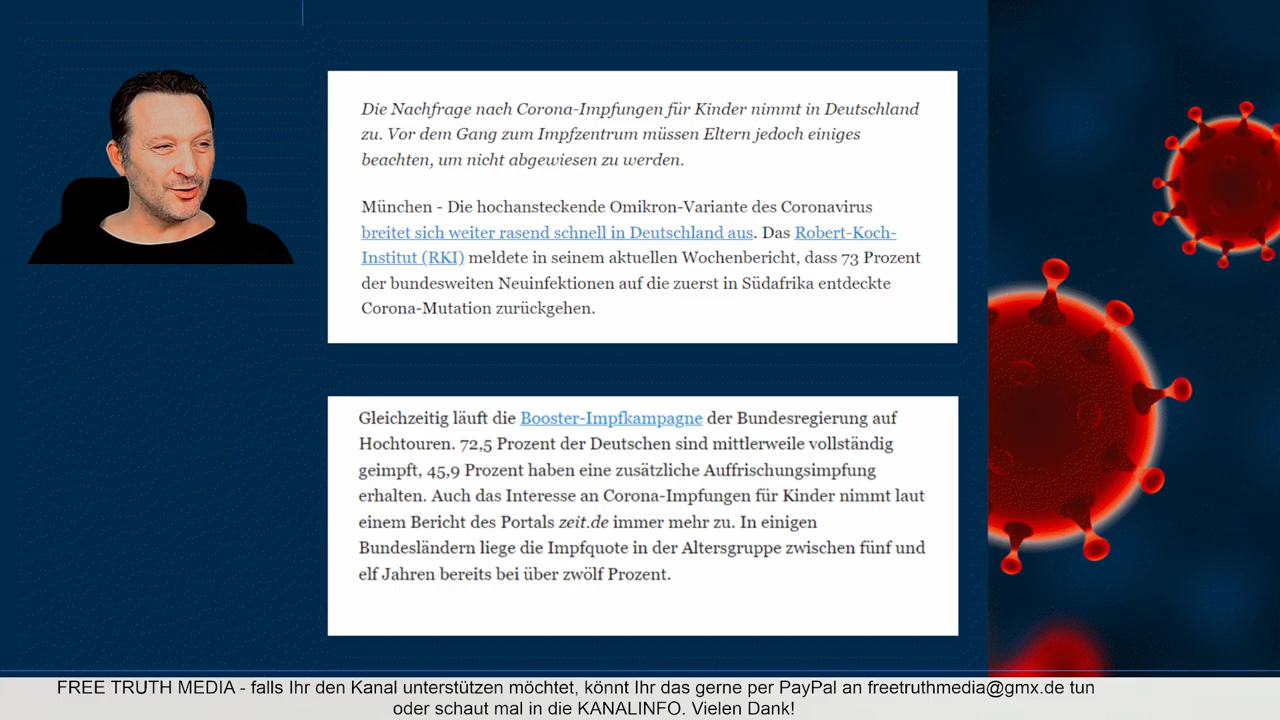 Die Nachfrage nach Corona-Impfungen für Kinder nimmt in Deutschland
zu. Vor dem Gang zum Impfzentrum müssen Eltern jedoch einiges
beachten, um nicht abgewiesen zu werden.
München - Die hochansteckende Omikron-Variante des Coronavirus
breitet sich weiter rasend schnell in Deutschland aus. Das Robert-Koch-
Institut (RKI) meldete in seinem aktuellen Wochenbericht, dass 73 Prozent
der bundesweiten Neuinfektionen auf die zuerst in Südafrika entdeckte
Corona-Mutation zurückgehen.
Gleichzeitig läuft die Booster-Impfkampagne der Bundesregierung auf
Hochtouren. 72,5 Prozent der Deutschen sind mittlerweile vollständig
geimpft, 45,9 Prozent haben eine zusätzliche Auffrischungsimpfung
erhalten. Auch das Interesse an Corona-Impfungen für Kinder nimmt laut
einem Bericht des Portals zeit.de immer mehr zu. In einigen
Bundesländern liege die Impfquote in der Altersgruppe zwischen fünf und
elf Jahren bereits bei über zwölf Prozent.
FREE TRUTH MEDIA - falls Ihr den Kanal unterstützen möchtet, könnt Ihr das gerne per PayPal an freetruthmedia@gmx.de tun
oder schaut mal in die KANALINFO. Vielen Dank!